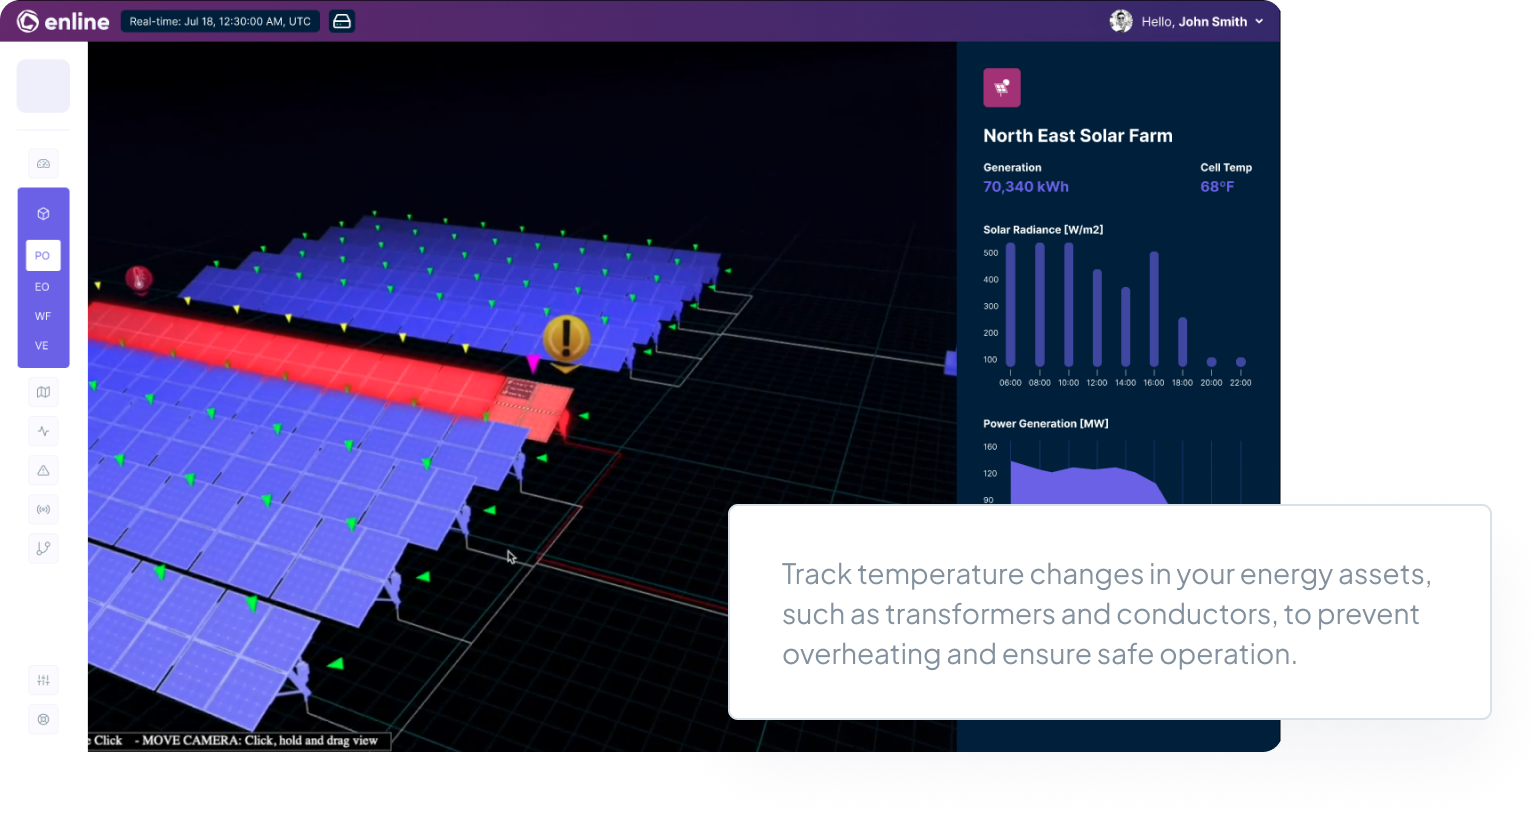 enline
Real-time: Jul 18, 12:30:00 AM, UTC
Hello, John Smith
PO
EO
WF
VE
North East Solar Farm
Generation
Cell Temp
70,340 kWh
68ºF
Solar Radiance [W/m2]
500
400
300
200
100
06:00 08:00 10:00 12:00 14:00 16:00 18:00 20:00 22:00
Power Generation [MW]
160
120
90
Track temperature changes in your energy assets,
such as transformers and conductors, to prevent
overheating and ensure safe operation.
e Click - MOVE CAMERA: Click, hold and drag view